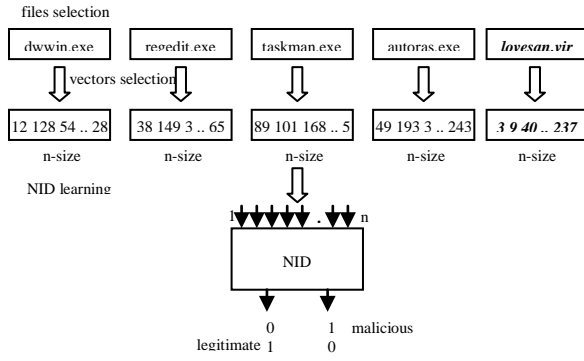 files selection
dwwin.exe regedit.exe taskman.exe autoras.exe lovesan.vir
vectors selection
12 128 54 .. 28 38 149 3 .. 65 89 101 168 .. 5 49 193 3 .. 243 3 9 40 .. 237
n-size n-size n-size n-size n-size
NID learning
1 . n
NID
0 1 malicious
legitimate 1 0